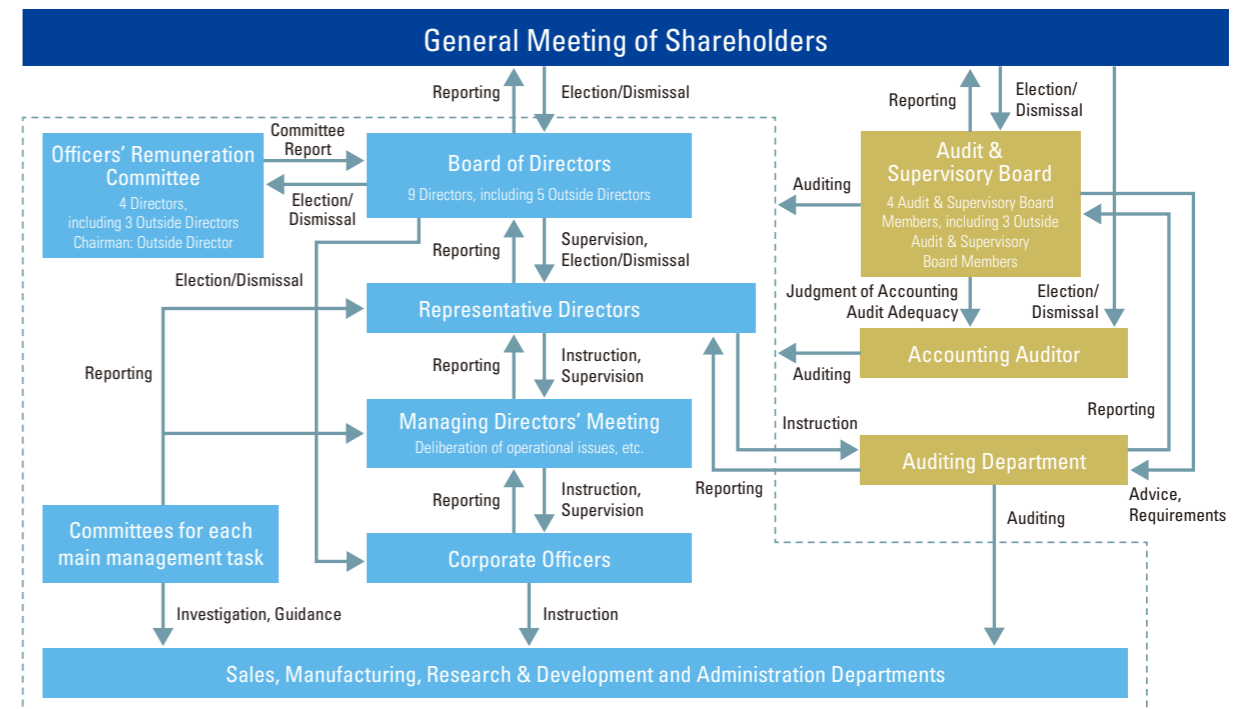 General Meeting of Shareholders
Reporting
Election/Dismissal
Reporting
Election/
Dismissal
Officers' Remuneration
Committee
4 Directors,
including 3 Outside Directors
Chairman: Outside Director
Committee
Report
Election/
Dismissal
Board of Directors
9 Directors, including 5 Outside Directors
Auditing
Audit &
Supervisory Board
4 Audit & Supervisory Board
Members, including 3 Outside
Audit & Supervisory
Board Members
Election/Dismissal
Reporting
Supervision,
Election/Dismissal
Judgment of Accounting
Audit Adequacy
Election/
Dismissal
Representative Directors
Accounting Auditor
Auditing
Reporting
Reporting
Instruction,
Supervision
Managing Directors' Meeting
Deliberation of operational issues, etc.
Instruction
Reporting
Auditing Department
Reporting
Instruction,
Supervision
Reporting
Auditing
Advice,
Requirements
Committees for each
main management task
Corporate Officers
Investigation, Guidance
Instruction
Sales, Manufacturing, Research & Development and Administration Departments